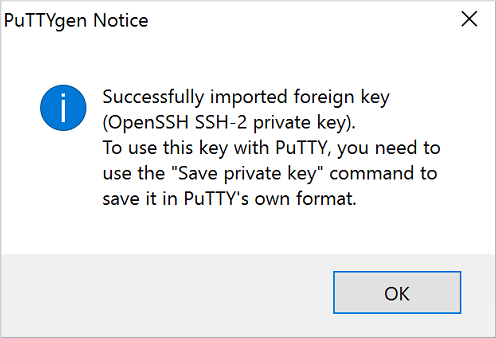 PuTTYgen Notice
Successfully imported foreign key
(OpenSSH SSH-2 private key).
To use this key with PuTTY, you need to
use the "Save private key" command to
save it in PuTTY's own format.
OK